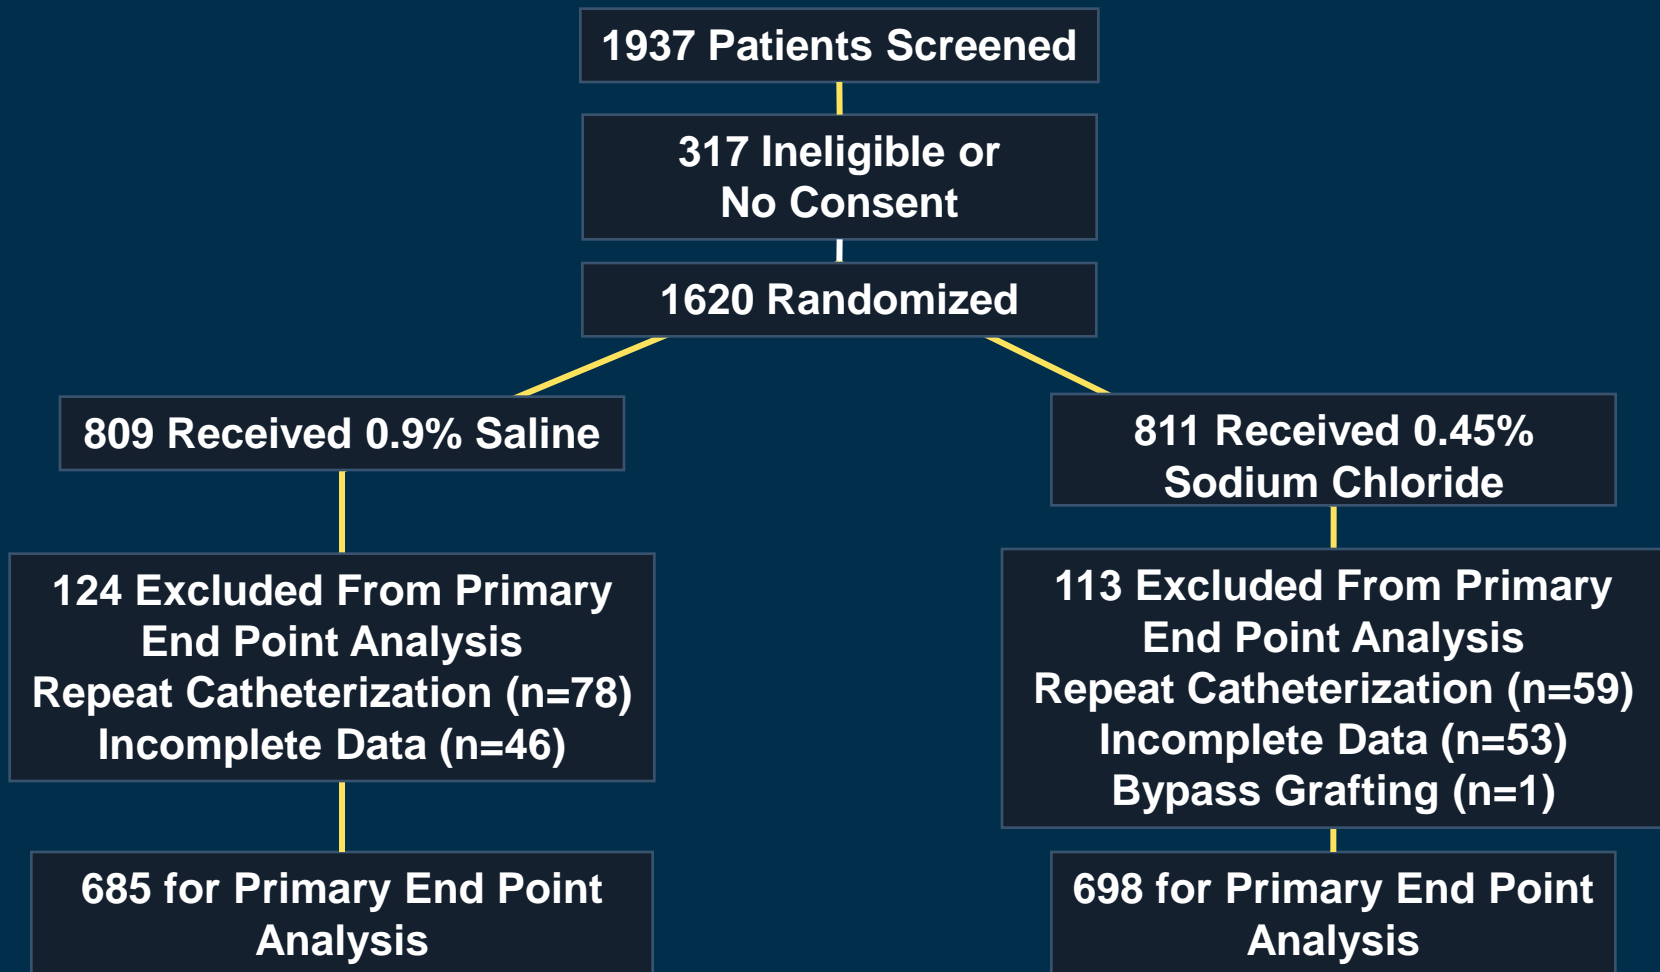 1937 Patients Screened
317 Ineligible or
No Consent
1620 Randomized
809 Received 0.9% Saline
811 Received 0.45%
Sodium Chloride
124 Excluded From Primary
End Point Analysis
Repeat Catheterization (n=78)
Incomplete Data (n=46)
113 Excluded From Primary
End Point Analysis
Repeat Catheterization (n=59)
Incomplete Data (n=53)
Bypass Grafting (n=1)
685 for Primary End Point
Analysis
698 for Primary End Point
Analysis